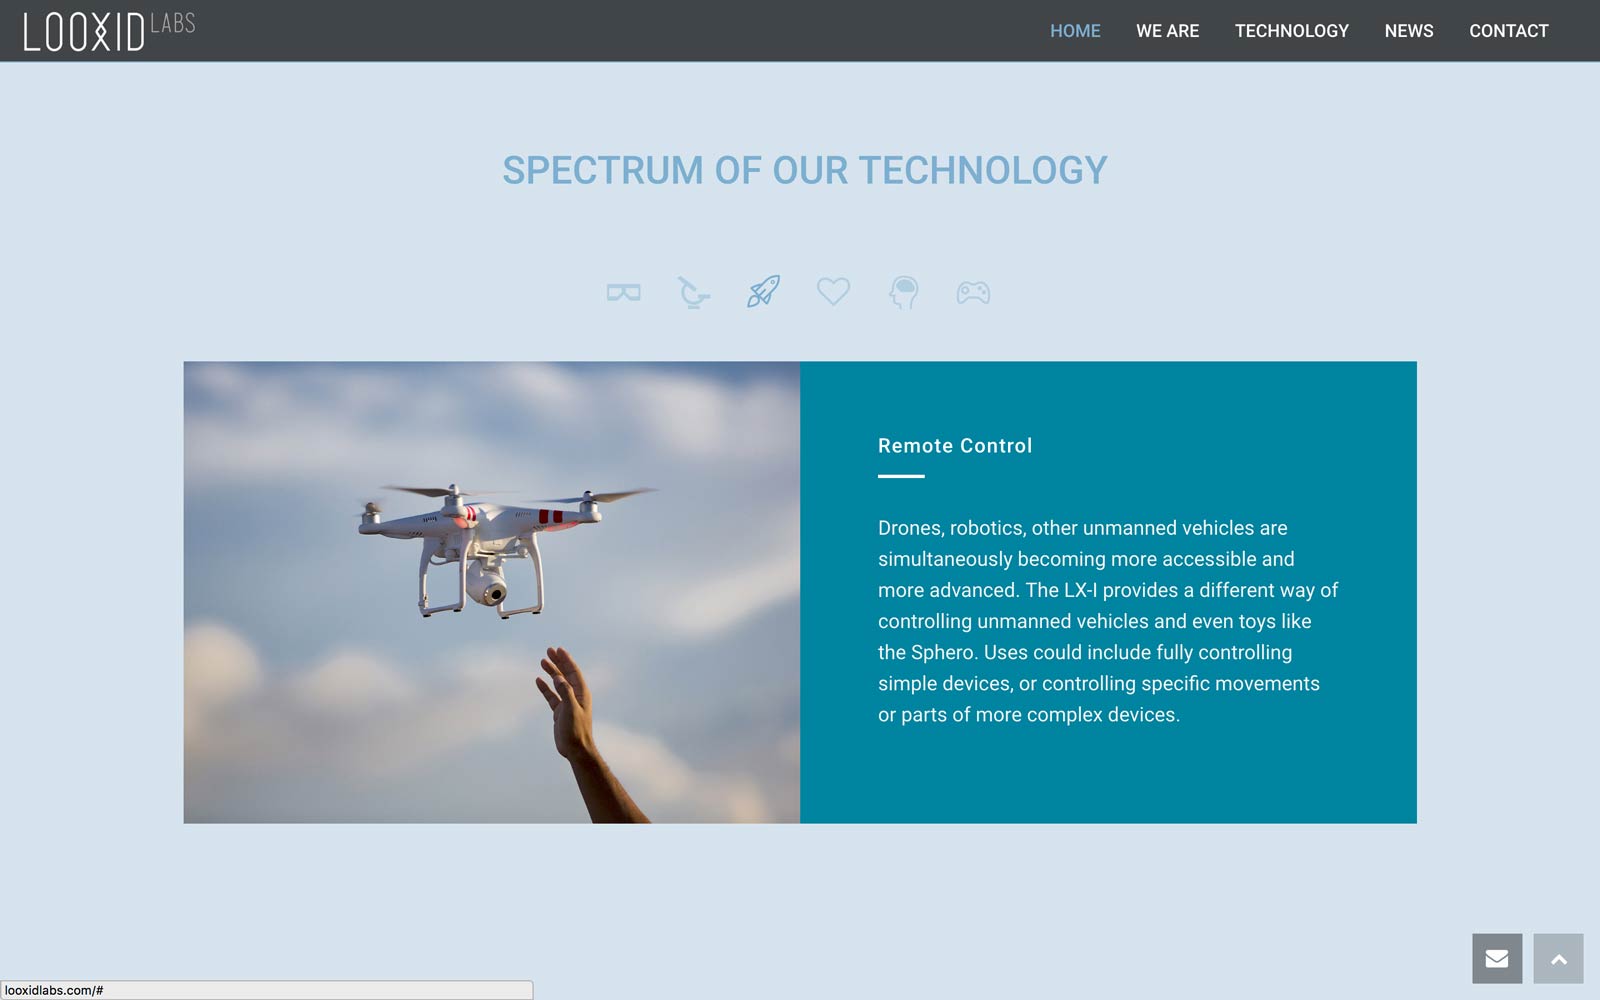 LOOXID LABS
HOME WE ARE TECHNOLOGY NEWS CONTACT
SPECTRUM OF OUR TECHNOLOGY
Remote Control
Drones, robotics, other unmanned vehicles are
simultaneously becoming more accessible and
more advanced. The LX-I provides a different way of
controlling unmanned vehicles and even toys like
the Sphero. Uses could include fully controlling
simple devices, or controlling specific movements
or parts of more complex devices.
looxidlabs.com/#